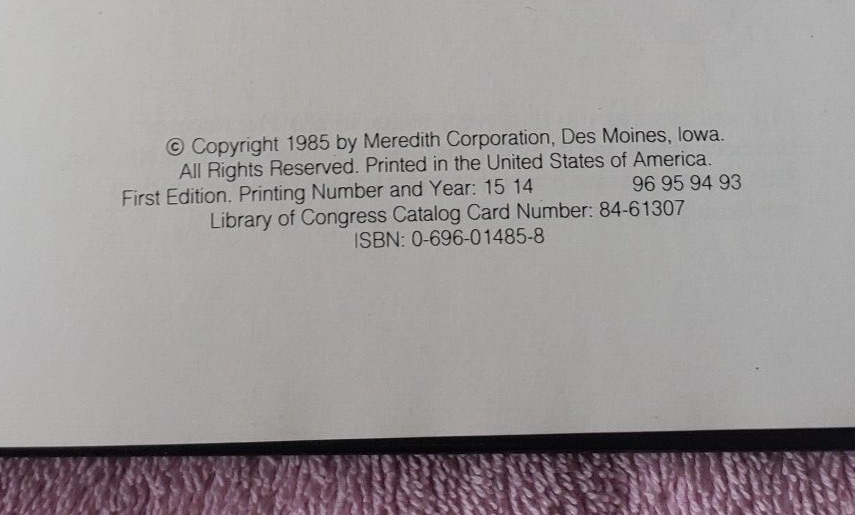 © Copyright 1985 by Meredith Corporation, Des Moines, Iowa.
All Rights Reserved. Printed in the United States of America.
First Edition. Printing Number and Year: 15 14 96 95 94 93
Library of Congress Catalog Card Number: 84-61307
ISBN: 0-696-01485-8